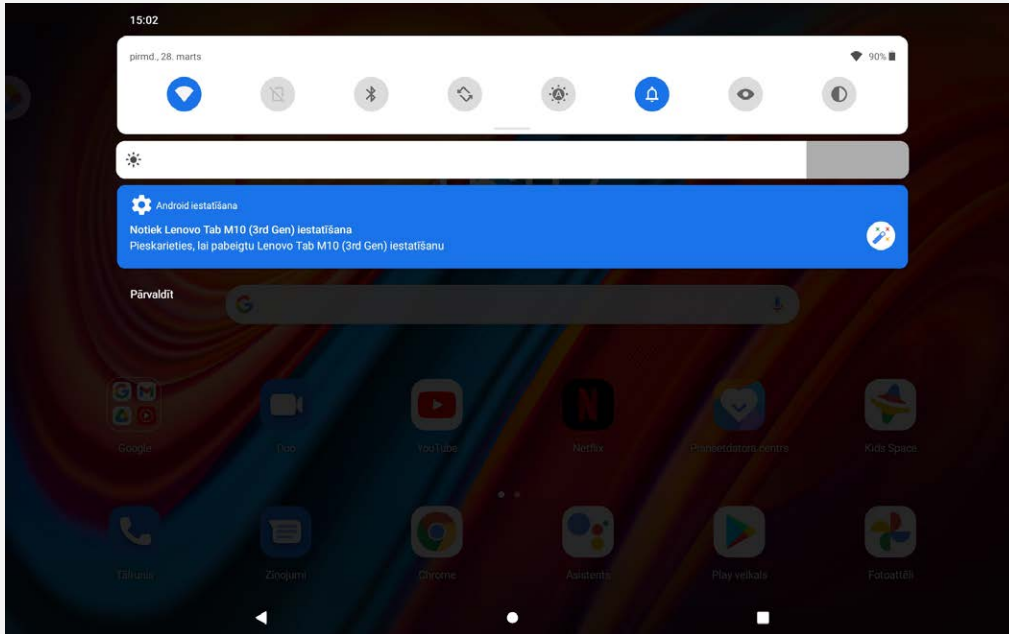 15:02
pirmd., 28. marts
90%
Android iestatīšana
Notiek Lenovo Tab M10 (3rd Gen) iestatīšana
Pieskarieties, lai pabeigtu Lenovo Tab M10 (3rd Gen) iestatīšanu
Pārvaldīt
Google
Duo
YouTube
Netflix
Planšetdatora centrs
Kids Space
Tālrunis
Ziņojumi
Chrome
Asistents
Play veikals
Fotoattēli